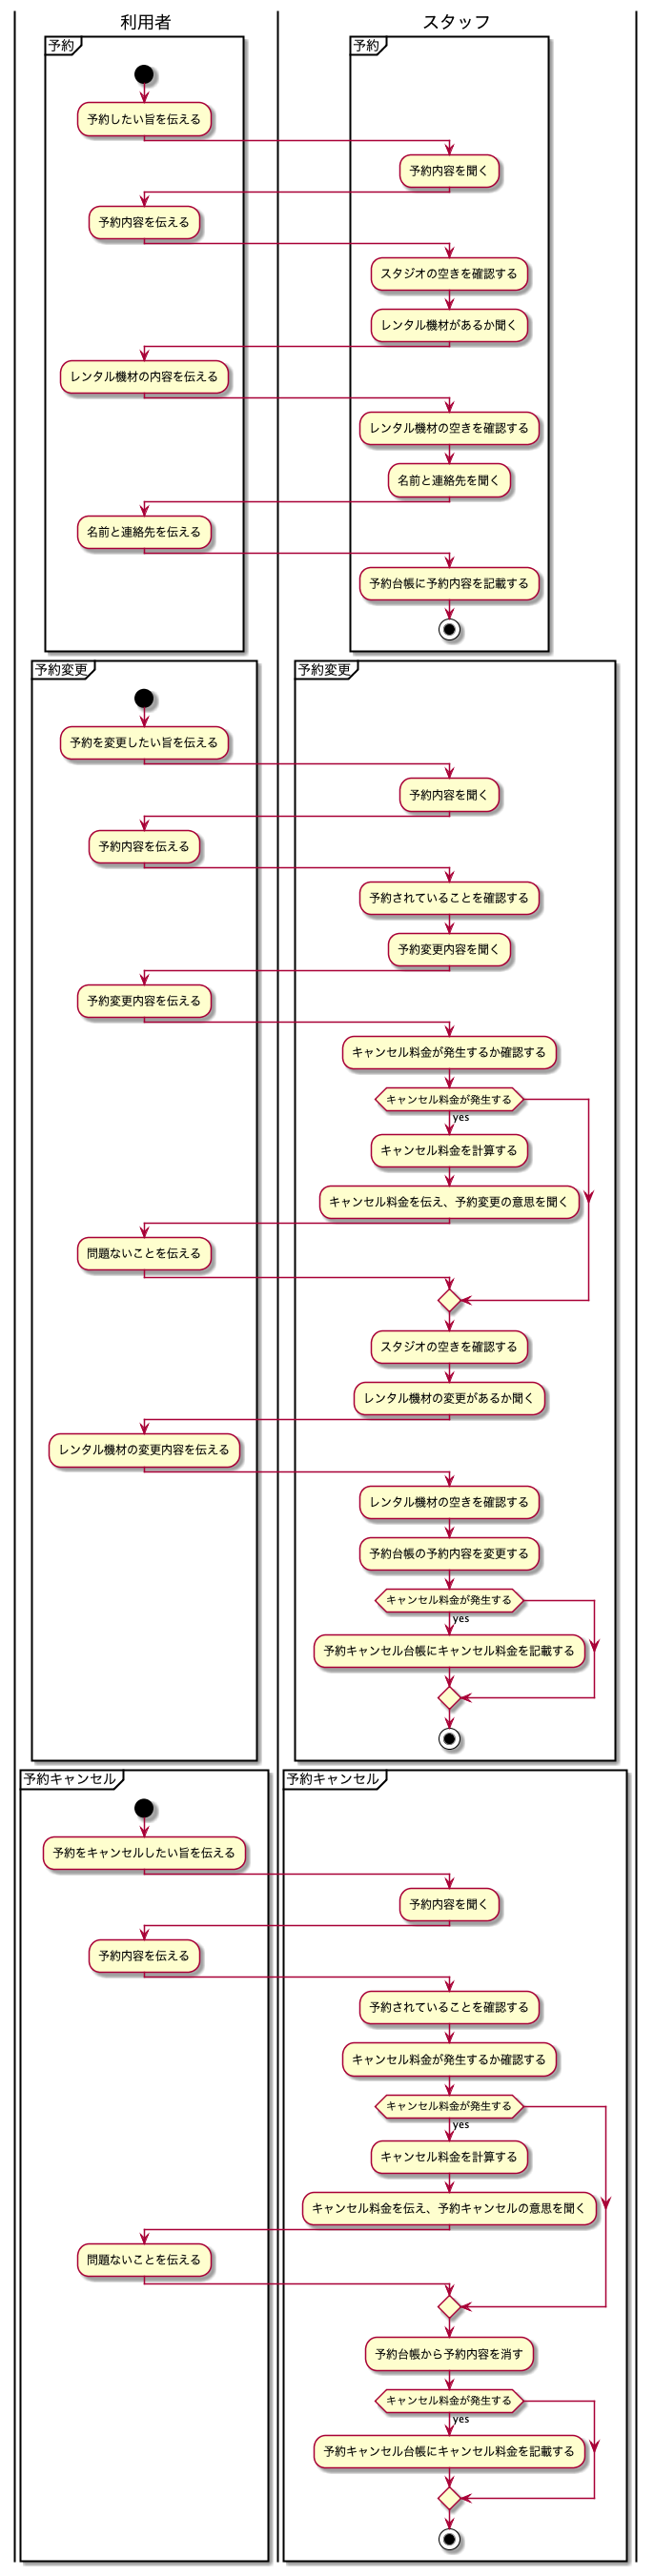 利用者
スタッフ
予約
予約
予約したい旨を伝える
予約内容を聞く
予約内容を伝える
スタジオの空きを確認する
レンタル機材があるか聞く
レンタル機材の内容を伝える
レンタル機材の空きを確認する
名前と連絡先を聞く
名前と連絡先を伝える
予約台帳に予約内容を記載する
予約変更
予約変更
予約を変更したい旨を伝える
予約内容を聞く
予約内容を伝える
予約されていることを確認する
予約変更内容を聞く
予約変更内容を伝える
キャンセル料金が発生するか確認する
キャンセル料金が発生する
yes
キャンセル料金を計算する
キャンセル料金を伝え、予約変更の意思を聞く
問題ないことを伝える
スタジオの空きを確認する
レンタル機材の変更があるか聞く
レンタル機材の変更内容を伝える
レンタル機材の空きを確認する
予約台帳の予約内容を変更する
キャンセル料金が発生する
yes
予約キャンセル台帳にキャンセル料金を記載する
予約キャンセル
予約キャンセル
予約をキャンセルしたい旨を伝える
予約内容を聞く
予約内容を伝える
予約されていることを確認する
キャンセル料金が発生するか確認する
キャンセル料金が発生する
yes
キャンセル料金を計算する
キャンセル料金を伝え、予約キャンセルの意思を聞く
問題ないことを伝える
予約台帳から予約内容を消す
キャンセル料金が発生する
yes
予約キャンセル台帳にキャンセル料金を記載する